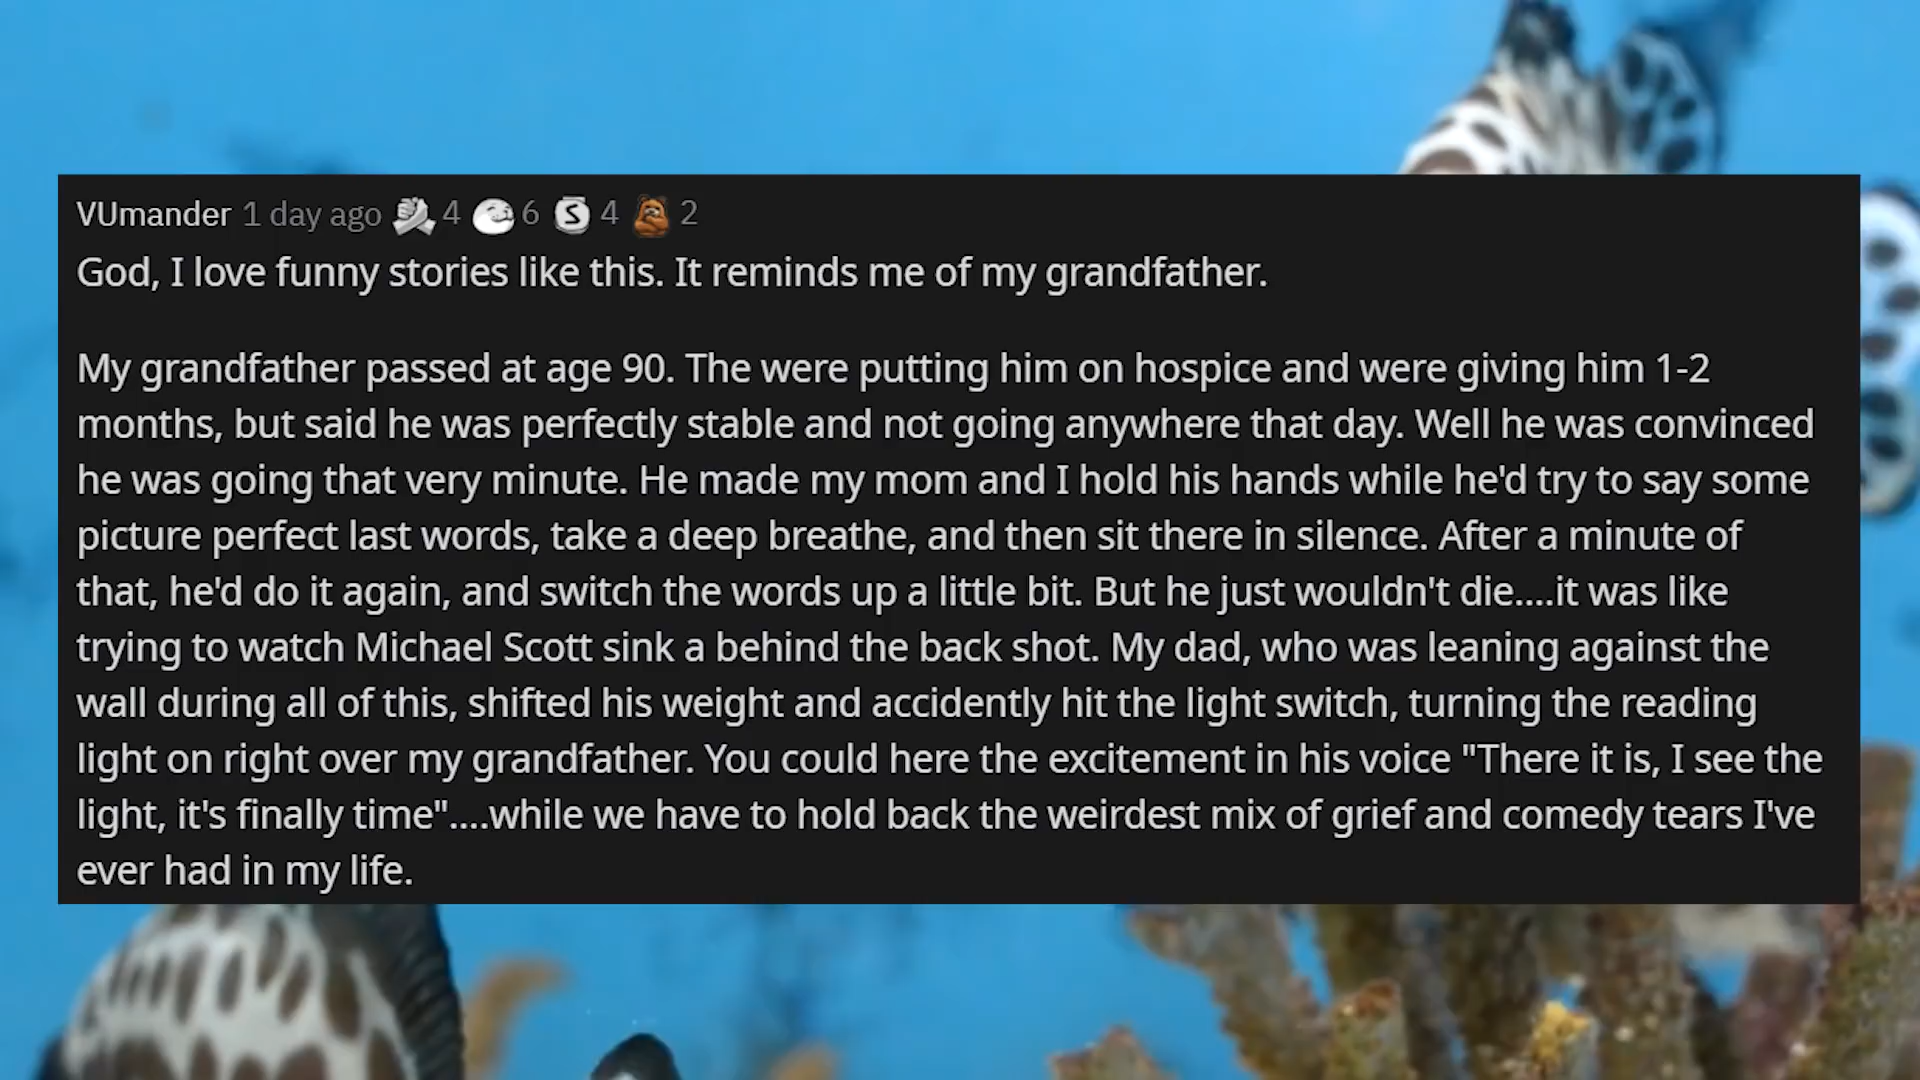 VUmander 1 day ago 4 6 S 4 2
God, I love funny stories like this. It reminds me of my grandfather.
My grandfather passed at age 90. The were putting him on hospice and were giving him 1-2
months, but said he was perfectly stable and not going anywhere that day. Well he was convinced
he was going that very minute. He made my mom and I hold his hands while he'd try to say some
picture perfect last words, take a deep breathe, and then sit there in silence. After a minute of
that, he'd do it again, and switch the words up a little bit. But he just wouldn't die....it was like
trying to watch Michael Scott sink a behind the back shot. My dad, who was leaning against the
wall during all of this, shifted his weight and accidently hit the light switch, turning the reading
light on right over my grandfather. You could here the excitement in his voice "There it is, I see the
light, it's finally time"....while we have to hold back the weirdest mix of grief and comedy tears I've
ever had in my life.